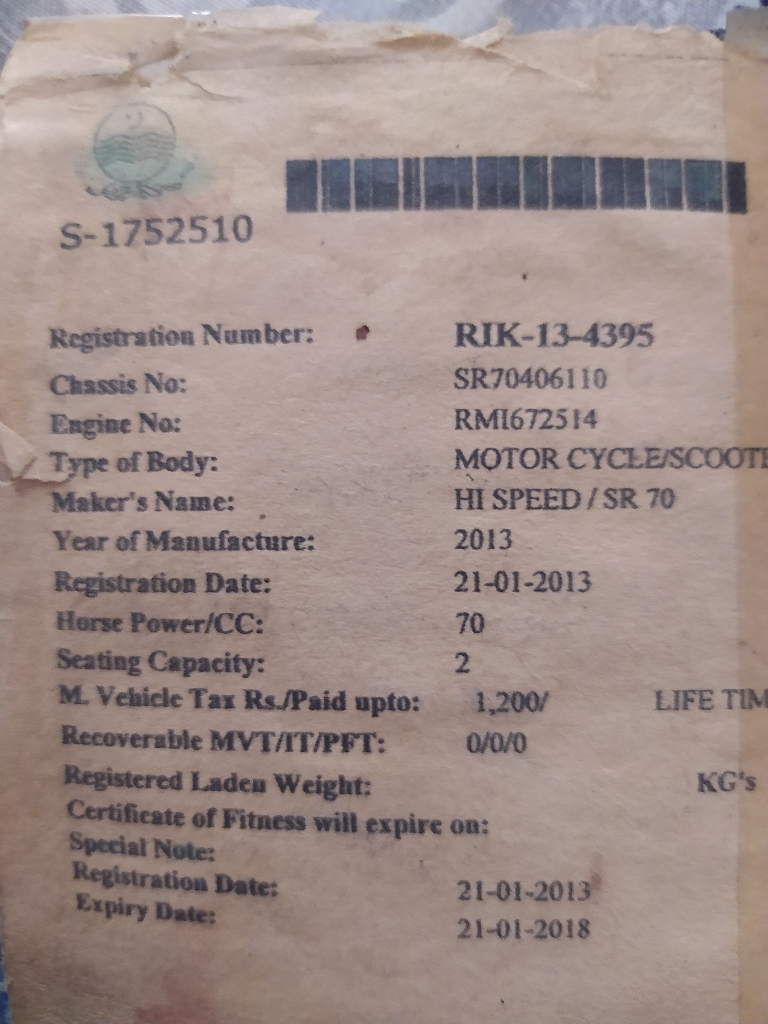 S-1752510
Registration Number: RIK-13-4395
Chassis No: SR70406110
Engine No: RMI672514
Type of Body: MOTOR CYCLE/SCOOTE
Maker's Name: HI SPEED / SR 70
Year of Manufacture: 2013
Registration Date: 21-01-2013
Horse Power/CC: 70
Seating Capacity: 2
M. Vehicle Tax Rs./Paid upto: 1,200/ LIFE TIM
Recoverable MVT/IT/PFT: 0/0/0
Registered Laden Weight: KG's
Certificate of Fitness will expire on:
Special Note:
Registration Date: 21-01-2013
Expiry Date: 21-01-2018